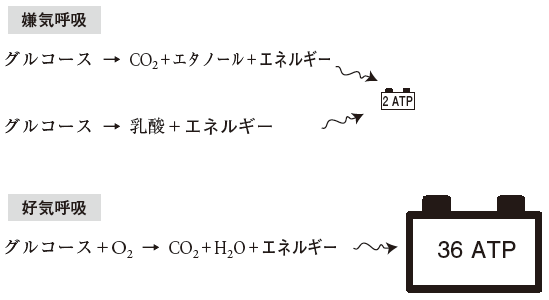 嫌気呼吸
グルコース → CO₂+エタノール+エネルギー
2 ATP
グルコース → 乳酸+エネルギー
好気呼吸
グルコース+O₂ → CO₂+H₂O+エネルギー
36 ATP